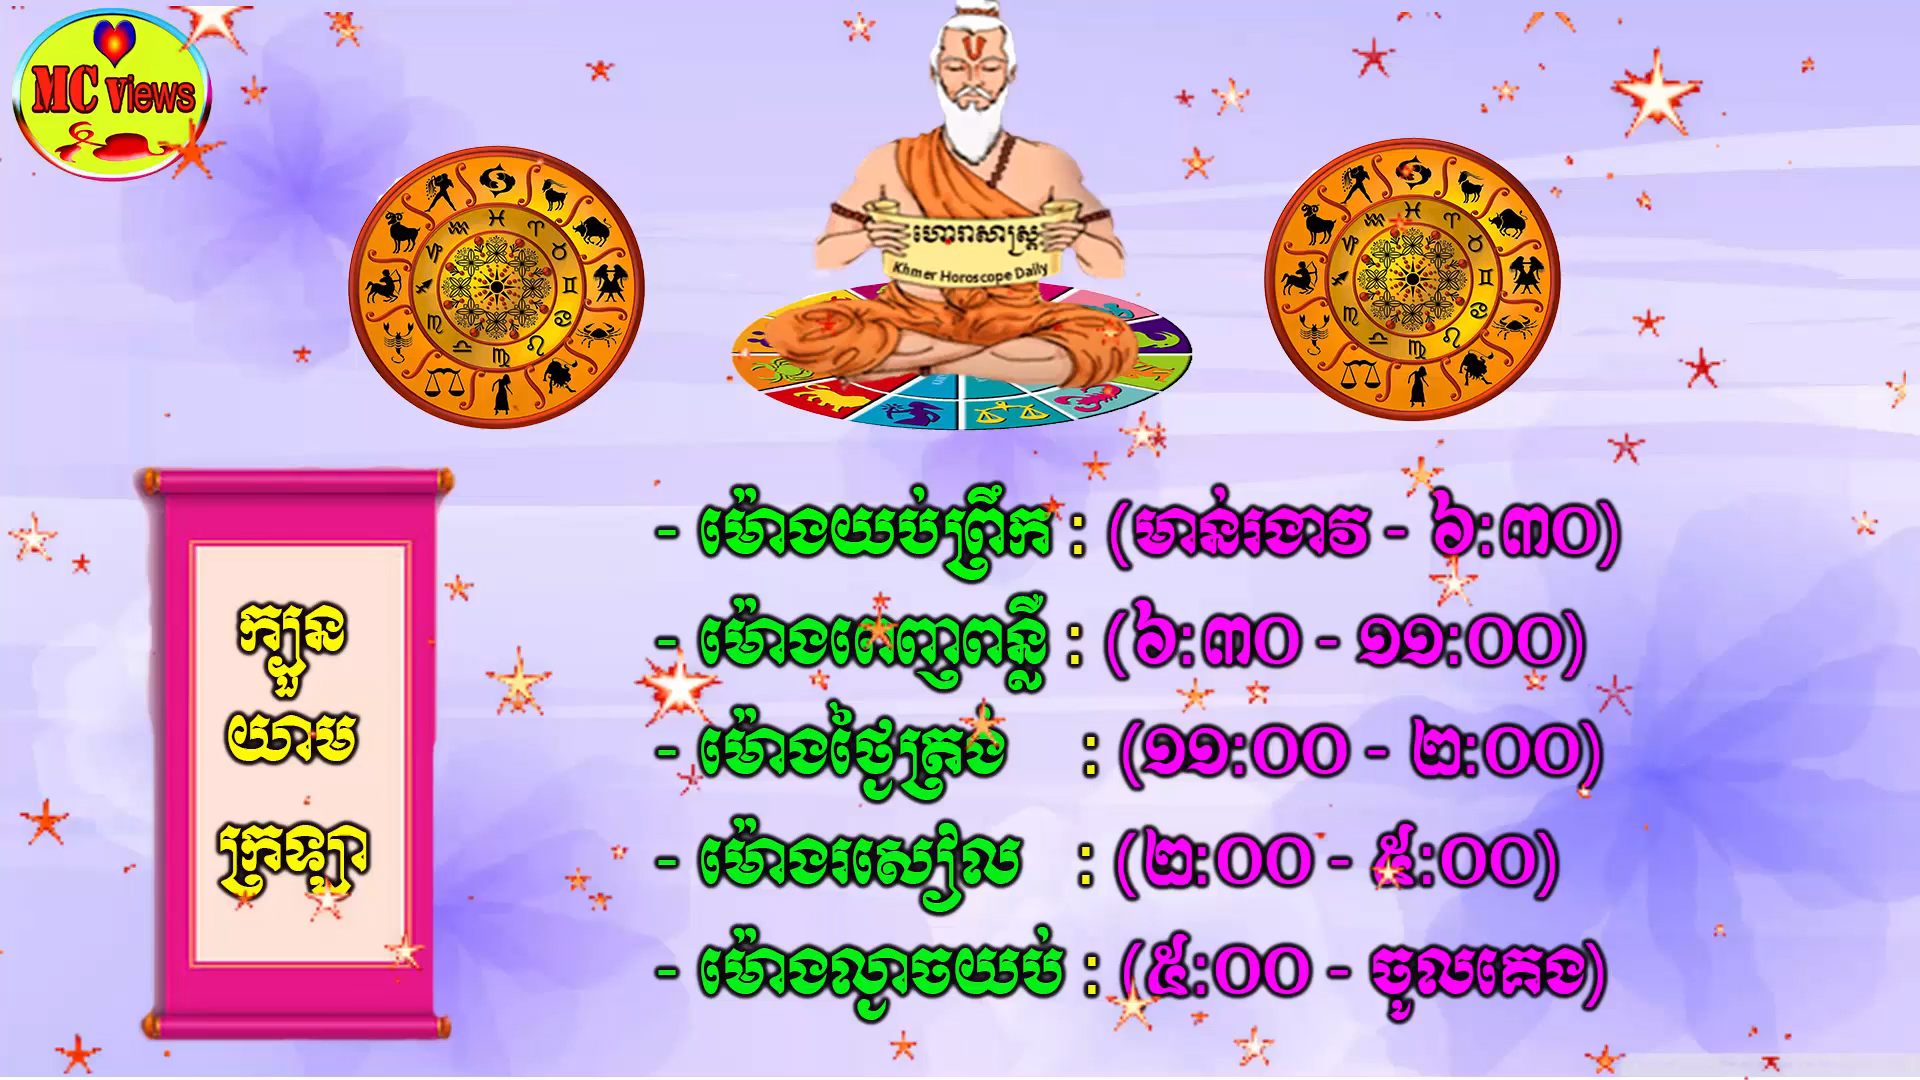 MC Views
ហោរាសាស្ត្រ
Khmer Horoscope Daily
ក្បួន
យាម
ក្រឡា
- ម៉ោងយប់ព្រឹក : (មាន់រងាវ - ៦:៣០)
- ម៉ោងពេញពន្លឺ : (៦:៣០ - ១១:០០)
- ម៉ោងថ្ងៃត្រង់ : (១១:០០ - ២:០០)
- ម៉ោងរសៀល : (២:០០ - ៥:០០)
- ម៉ោងល្ងាចយប់ : (៥:០០ - ចូលគេង)